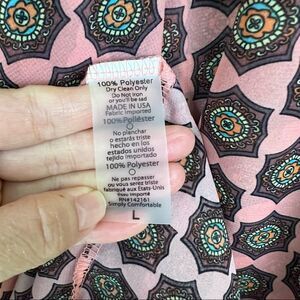 100% Polyester
Dry Clean Only
Do Not Iron
or you'll be sad
MADE IN USA
Fabric Imported
100% Poliéster
No planchar
o estarás triste
hecho en los
estados unidos
tejido importado
100% Polyester
Ne pas repasser
ou vous serez triste
fabriqué aux Etats-Unis
tissu importé
RN#142161
Simply Comfortable
L